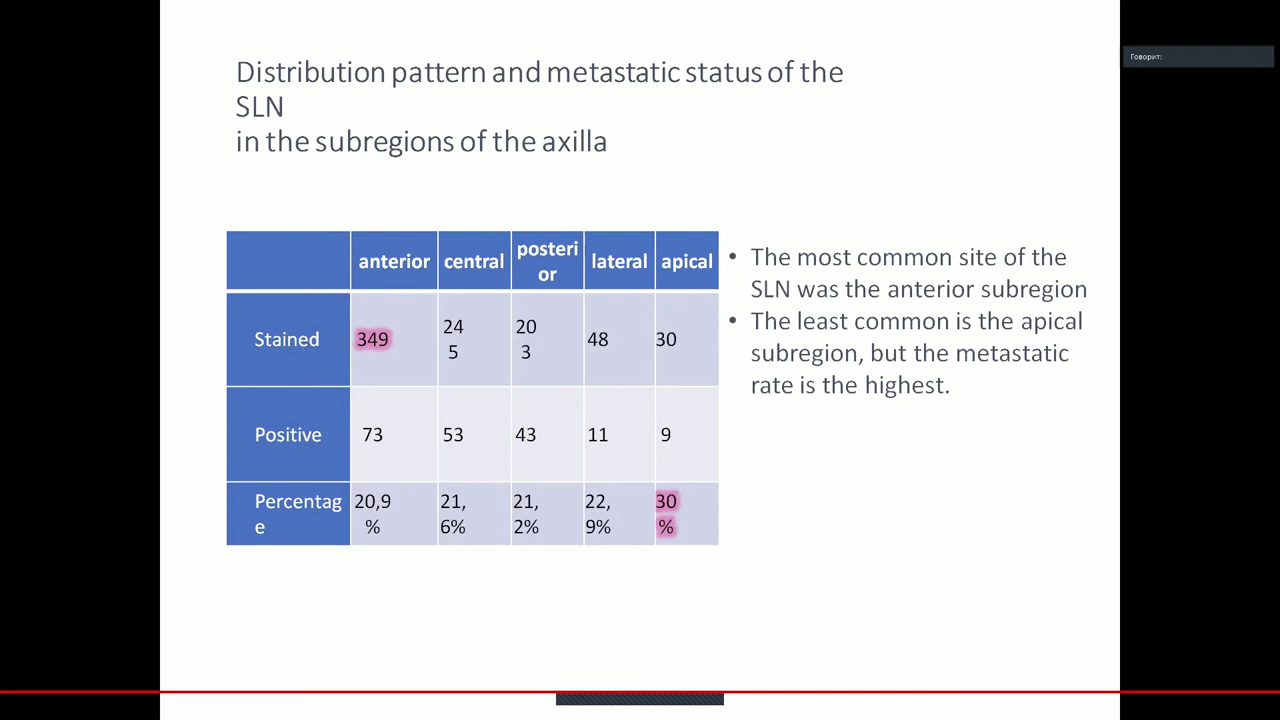 Distribution pattern and metastatic status of the
SLN
in the subregions of the axilla
Говорит:
anterior central posteri
or lateral apical
Stained 349 24
5 20
3 48 30
Positive 73 53 43 11 9
Percentag
e 20,9
% 21,
6% 21,
2% 22,
9% 30
%
• The most common site of the
SLN was the anterior subregion
• The least common is the apical
subregion, but the metastatic
rate is the highest.